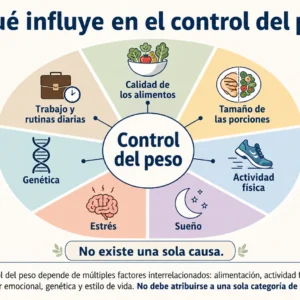 ué influye en el control del p
Calidad de
los alimentos
Trabajo y
rutinas diarias
Tamaño de
las porciones
Control
del peso
Genética
Actividad
física
Estrés
Sueño
No existe una sola causa.
ol del peso depende de múltiples factores interrelacionados: alimentación, actividad f
r emocional, genética y estilo de vida. No debe atribuirse a una sola categoría de